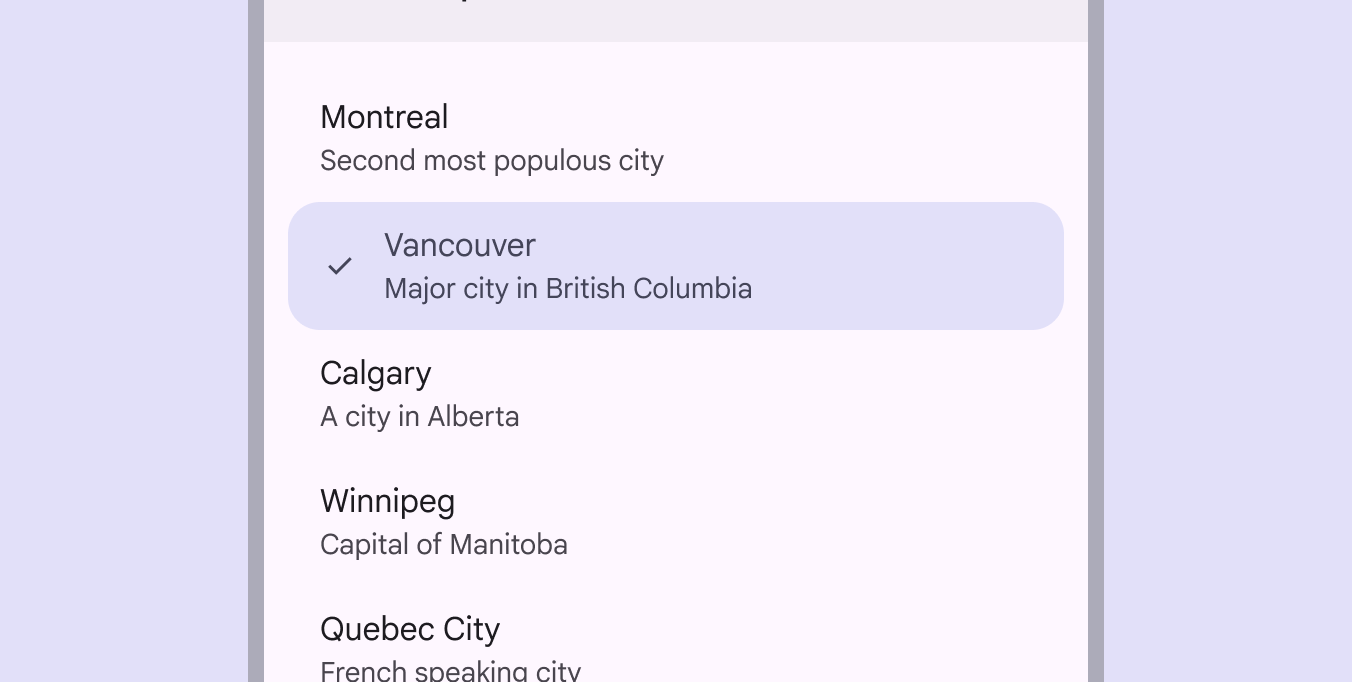 Montreal
Second most populous city
Vancouver
Major city in British Columbia
Calgary
A city in Alberta
Winnipeg
Capital of Manitoba
Quebec City
French speaking city